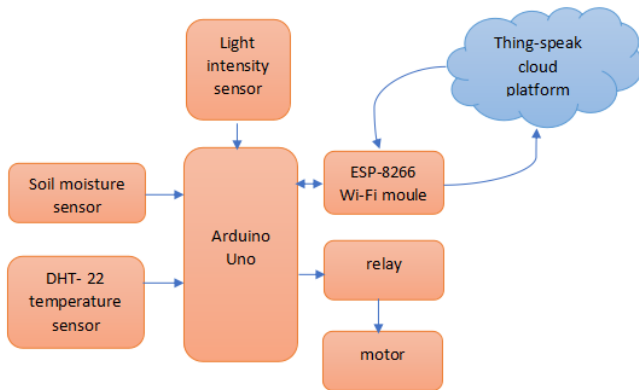 Light
intensity
sensor
Thing-speak
cloud
platform
Soil moisture
sensor
ESP-8266
Wi-Fi moule
Arduino
Uno
DHT- 22
temperature
sensor
relay
motor